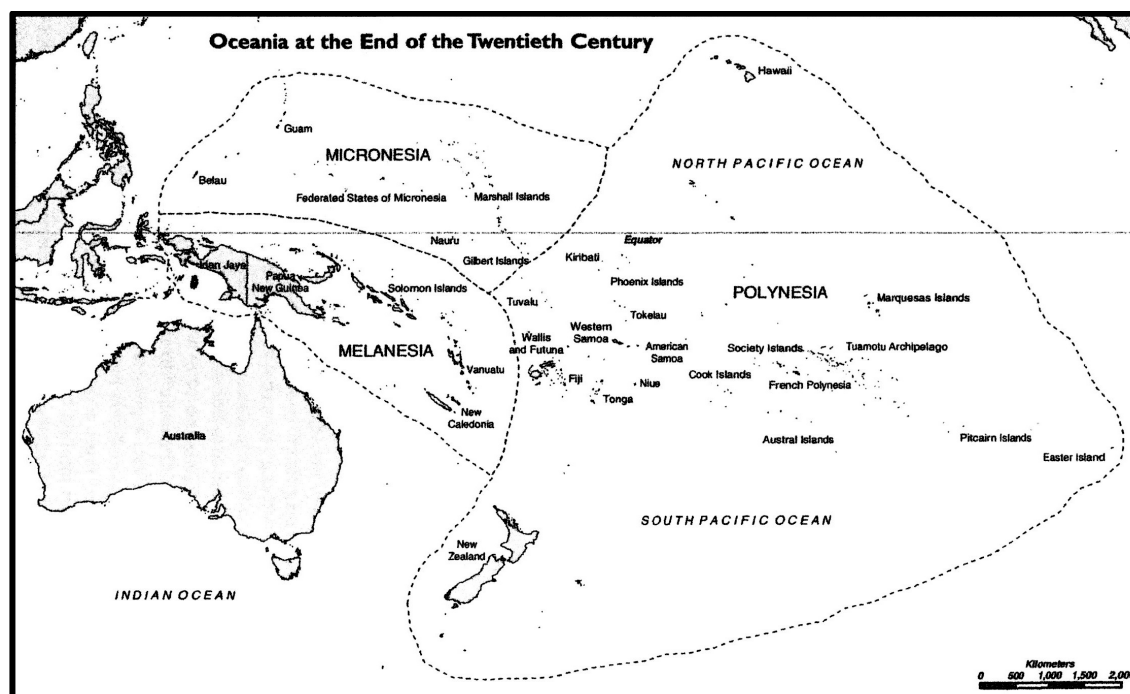 Oceania at the End of the Twentieth Century
Hawaii
Guam
MICRONESIA
NORTH PACIFIC OCEAN
Belau
Federated States of Micronesia
Marshall Islands
Nauru
Equator
Gilbert Islands
Kiribati
Irian Jaya
Papua
New Guinea
Solomon Islands
Phoenix Islands
POLYNESIA
Marquesas Islands
Tuvalu
Tokelau
Western
Samoa
Wallis
and Futuna
American
Samoa
Society Islands
Tuamotu Archipelago
MELANESIA
Vanuatu
Fiji
Niue
Cook Islands
French Polynesia
Tonga
New
Caledonia
Australia
Austral Islands
Pitcairn Islands
Easter Island
SOUTH PACIFIC OCEAN
New
Zealand
INDIAN OCEAN
Kilometers
0 500 1,000 1,500 2,00